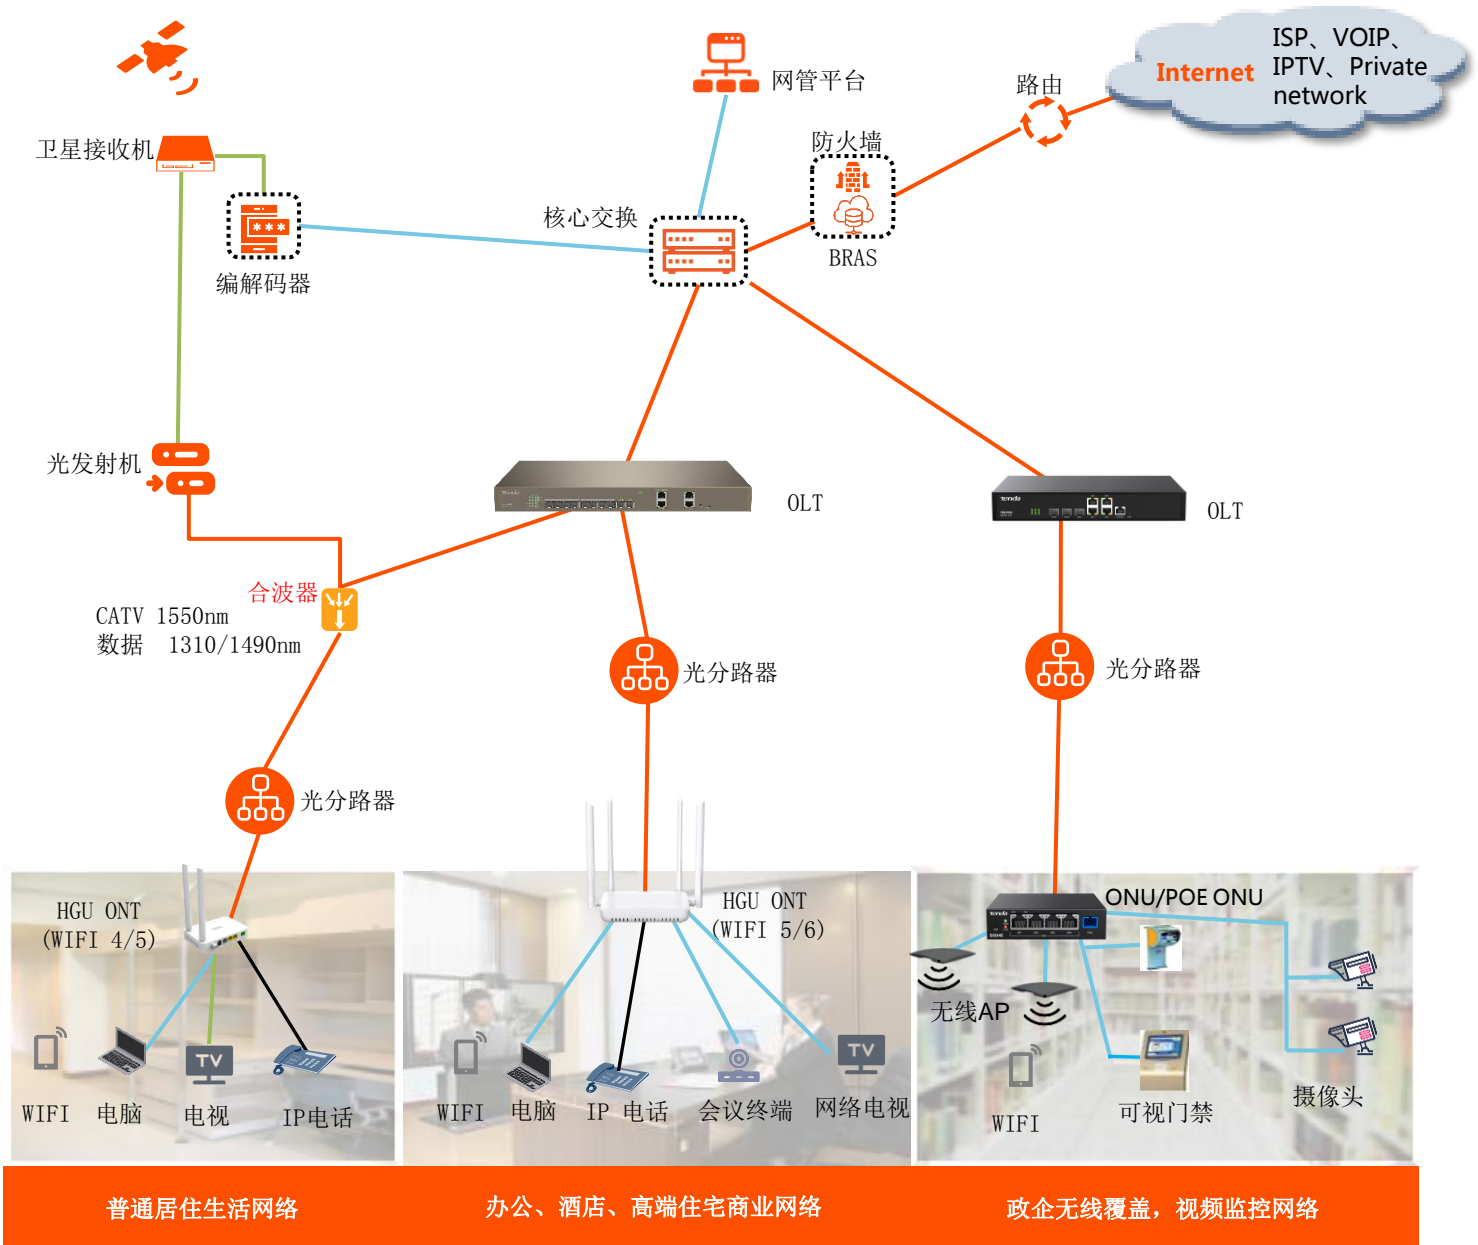 ISP、VOIP、
IPTV、Private
network
Internet
路由
网管平台
防火墙
卫星接收机
核心交换
***
BRAS
编解码器
光发射机
Tenda
OLT
Tenda
OLT
合波器
CATV 1550nm
数据 1310/1490nm
光分路器
光分路器
光分路器
HGU ONT
(WIFI 4/5)
HGU ONT
(WIFI 5/6)
ONU/POE ONU
Tenda
无线AP
TV
TV
WIFI
电脑
电视
IP电话
WIFI
电脑
IP 电话
会议终端
网络电视
WIFI
可视门禁
摄像头
普通居住生活网络
办公、酒店、高端住宅商业网络
政企无线覆盖，视频监控网络